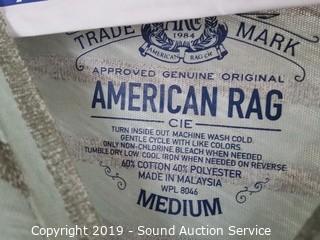 TRADE MARK
1984
AMERICAN RAG CIE
APPROVED GENUINE ORIGINAL
AMERICAN RAG
CIE
TURN INSIDE OUT MACHINE WASH COLD
GENTLE CYCLE WITH LIKE COLORS
ONLY NON-CHLORINE BLEACH WHEN NEEDED
TUMBLE DRY LOW, COOL IRON WHEN NEEDED ON REVERSE
60% COTTON 40% POLYESTER
MADE IN MALAYSIA
WPL 8046
MEDIUM
Copyright 2019 - Sound Auction Service